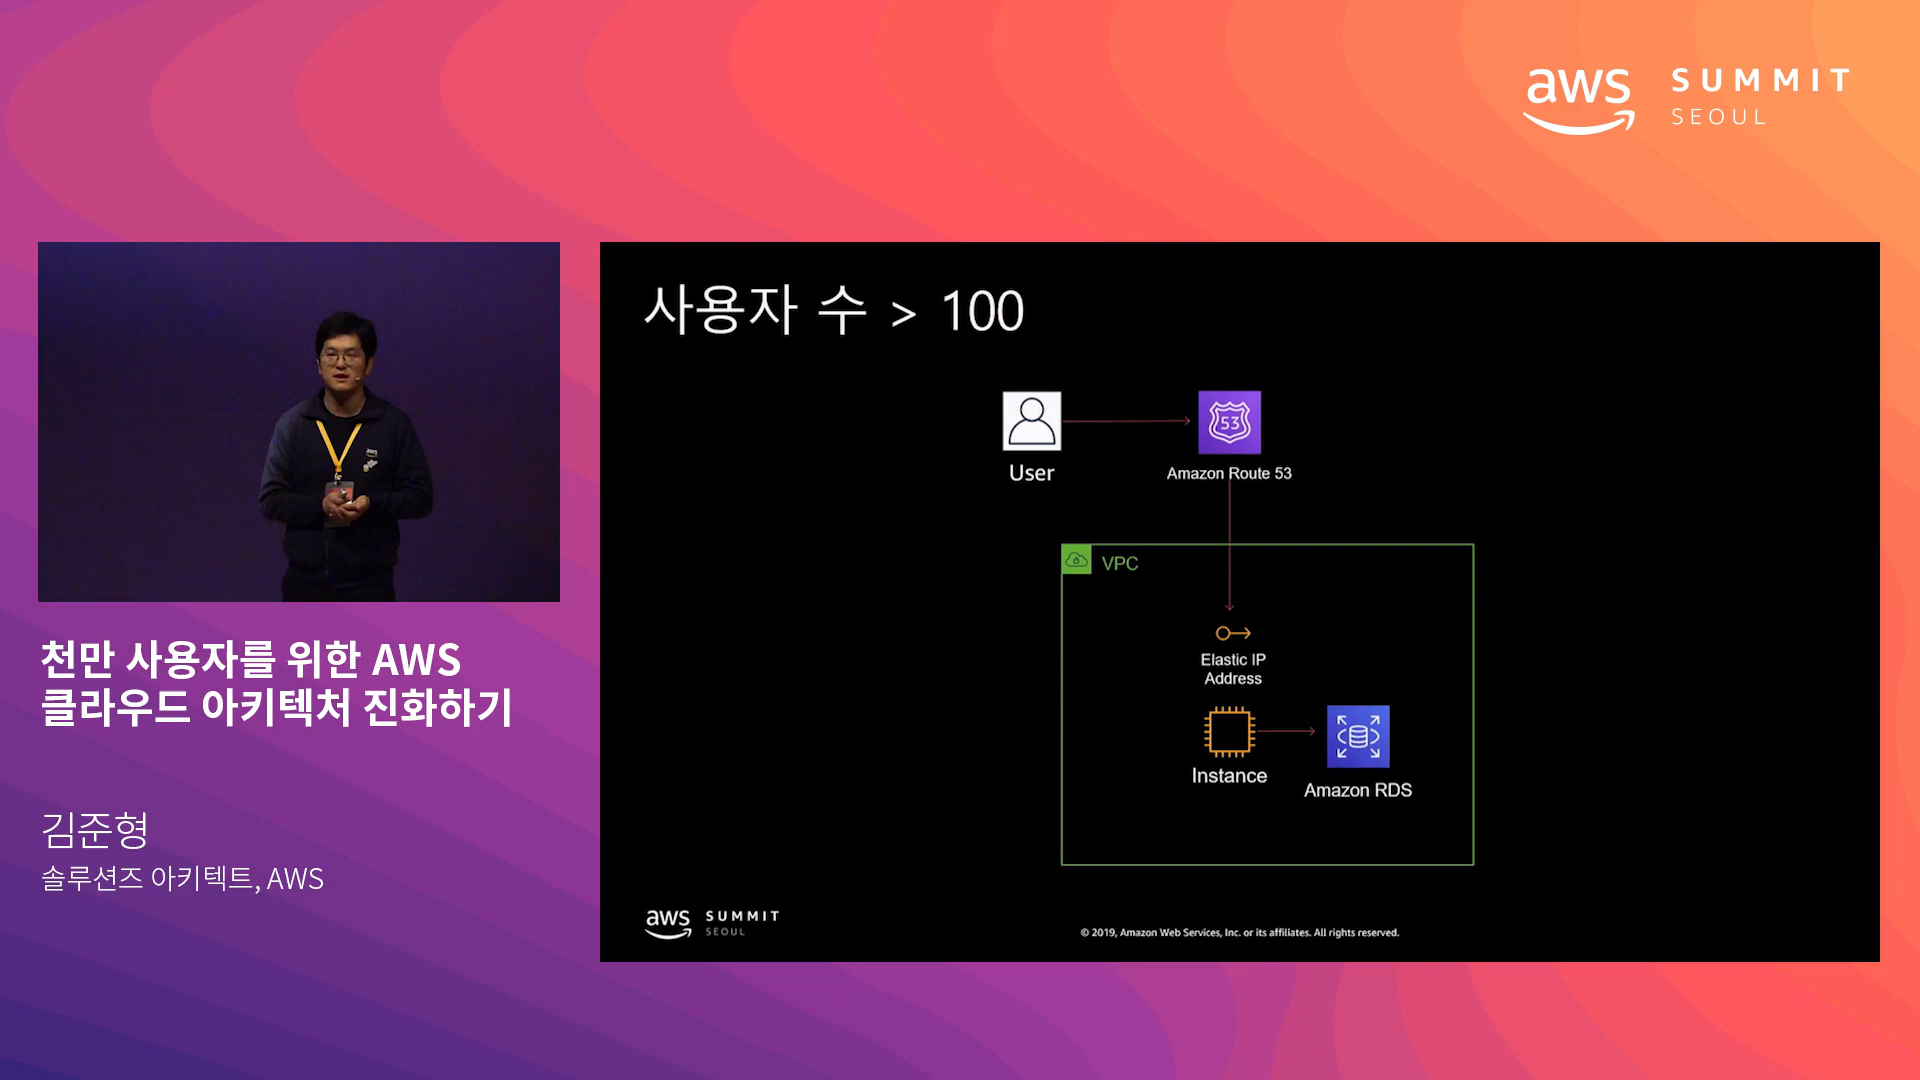 aws SUMMIT
SEOUL
사용자 수 > 100
User
Amazon Route 53
VPC
Elastic IP
Address
Instance
Amazon RDS
aws SUMMIT
SEOUL
© 2019, Amazon Web Services, Inc. or its affiliates. All rights reserved.
aws
천만 사용자를 위한 AWS
클라우드 아키텍처 진화하기
김준형
솔루션즈 아키텍트, AWS